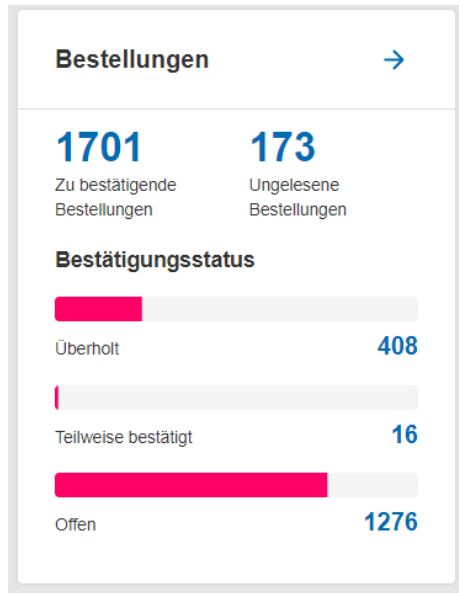 Bestellungen
1701 173
Zu bestätigende Ungelesene
Bestellungen Bestellungen
Bestätigungsstatus
Überholt 408
Teilweise bestätigt 16
Offen 1276